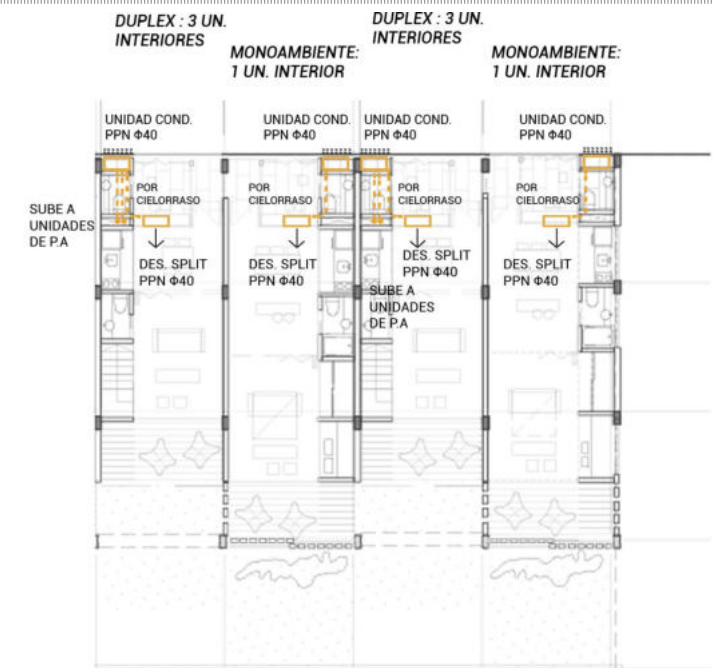 DUPLEX : 3 UN.
INTERIORES
MONOAMBIENTE:
1 UN. INTERIOR
DUPLEX : 3 UN.
INTERIORES
MONOAMBIENTE:
1 UN. INTERIOR
UNIDAD COND.
PPN Φ40
UNIDAD COND.
PPN Φ40
UNIDAD COND.
PPN Φ40
UNIDAD COND.
PPN Φ40
SUBE A
UNIDADES
DE P.A
POR
CIELORRASO
POR
CIELORRASO
POR
CIELORRASO
POR
CIELORRASO
DES. SPLIT
PPN Φ40
DES. SPLIT
PPN Φ40
DES. SPLIT
PPN Φ40
SUBE A
UNIDADES
DE P.A
DES. SPLIT
PPN Φ40